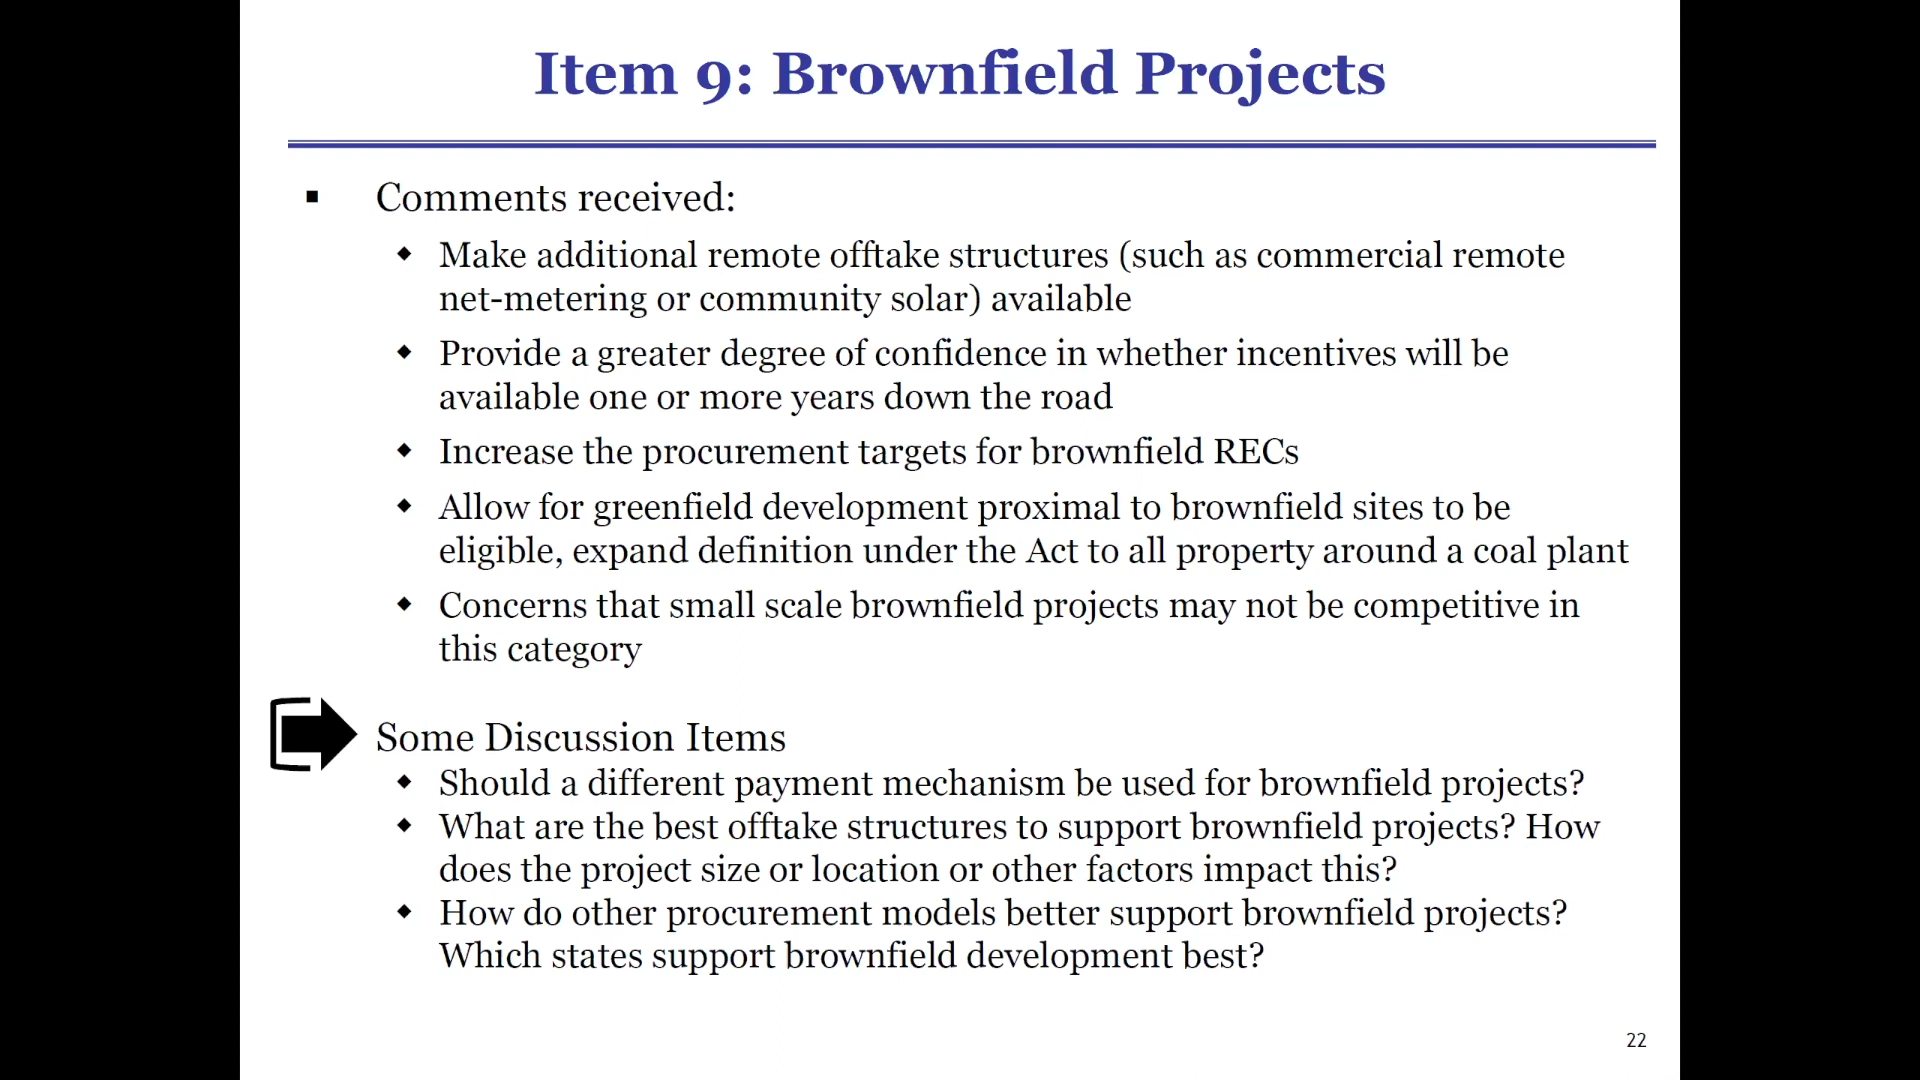 Item 9: Brownfield Projects
Comments received:
Make additional remote offtake structures (such as commercial remote
net-metering or community solar) available
Provide a greater degree of confidence in whether incentives will be
available one or more years down the road
Increase the procurement targets for brownfield RECs
Allow for greenfield development proximal to brownfield sites to be
eligible, expand definition under the Act to all property around a coal plant
Concerns that small scale brownfield projects may not be competitive in
this category
Some Discussion Items
Should a different payment mechanism be used for brownfield projects?
What are the best offtake structures to support brownfield projects? How
does the project size or location or other factors impact this?
How do other procurement models better support brownfield projects?
Which states support brownfield development best?
22